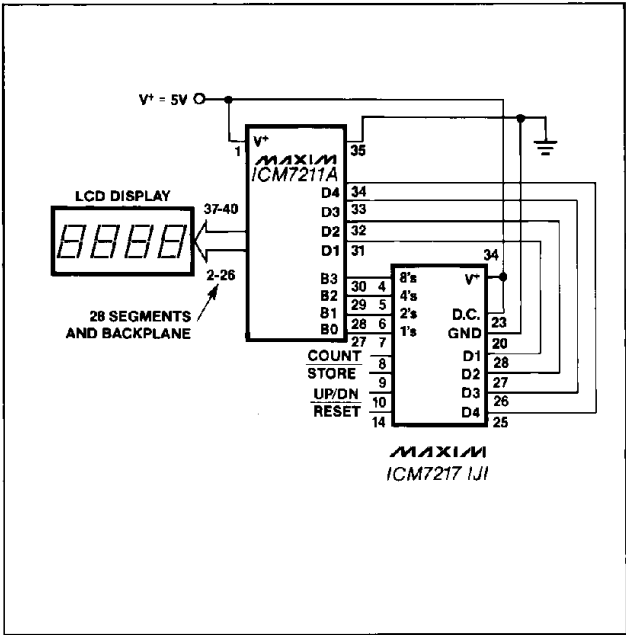 V+ = 5V
V+
1
35
MAXIM
ICM7211A
LCD DISPLAY
37-40
2-26
28 SEGMENTS
AND BACKPLANE
D4 34
D3 33
D2 32
D1 31
B3 30
B2 29
B1 28
B0 27
34
8's V+
4
4's
5
2's D.C.
6 23
1's GND
7 20
COUNT D1
8 28
STORE D2
9 27
UP/DN D3
10 26
RESET D4
14 25
MAXIM
ICM7217 IJI